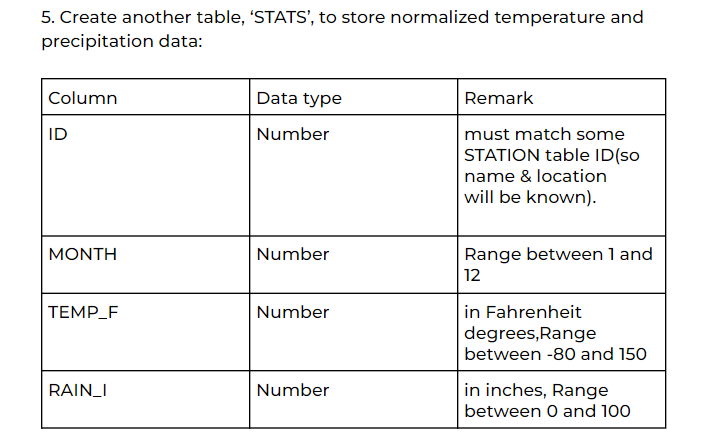 5. Create another table, ‘STATS’, to store normalized temperature and
precipitation data:
Column Data type Remark
ID Number must match some
STATION table ID(so
name & location
will be known).
MONTH Number Range between 1 and
12
TEMP_F Number in Fahrenheit
degrees,Range
between -80 and 150
RAIN_I Number in inches, Range
between 0 and 100